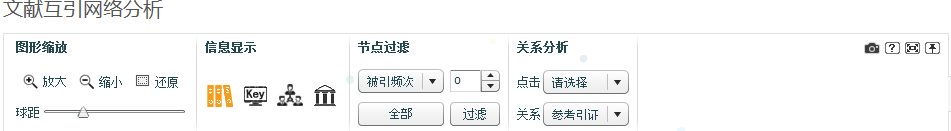 文献互引网络分析
图形缩放 信息显示 节点过滤 关系分析
放大 缩小 还原 Key 被引频次 0 点击 请选择
球距 全部 过滤 关系 参考引证